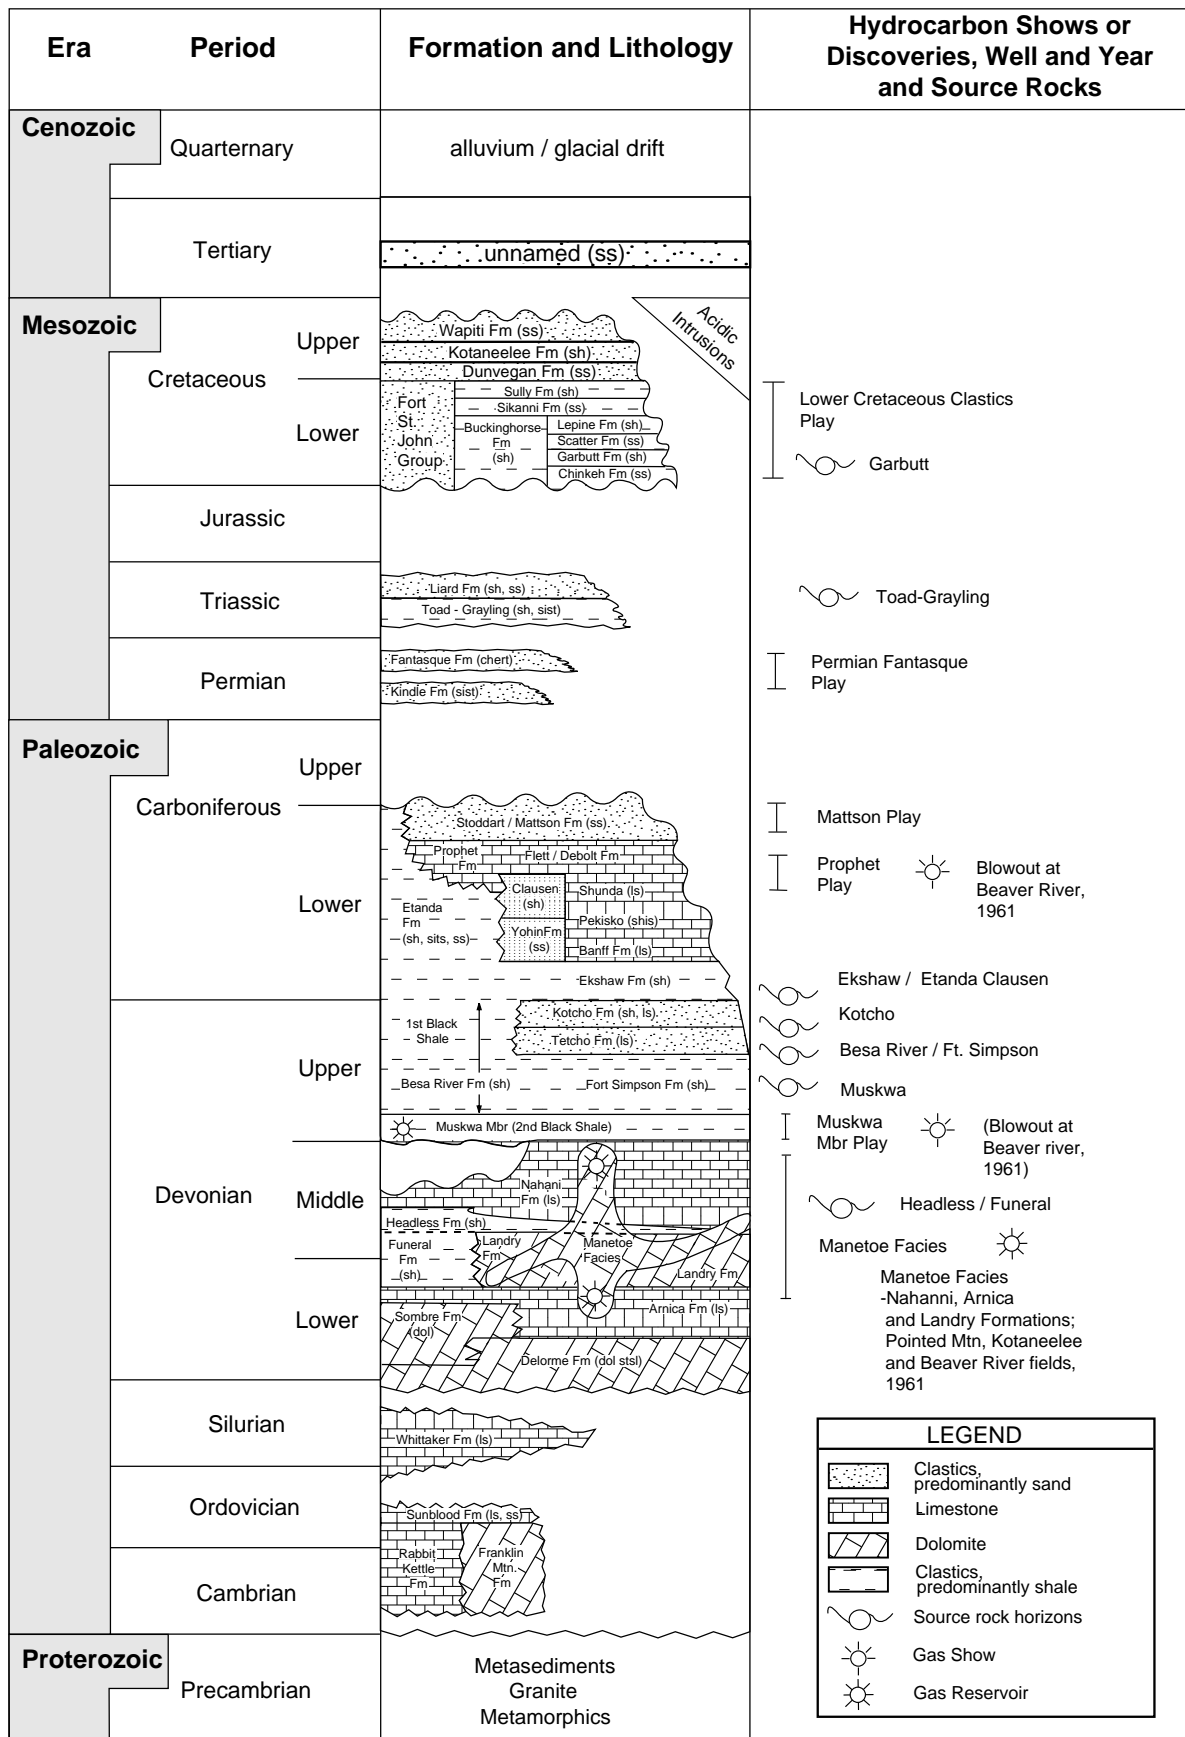 Era
Period
Formation and Lithology
Hydrocarbon Shows or
Discoveries, Well and Year
and Source Rocks
Cenozoic
Quarternary
alluvium / glacial drift
Tertiary
unnamed (ss)
Mesozoic
Acidic
Intrusions
Upper
Wapiti Fm (ss)
Kotaneelee Fm (sh)
Cretaceous
Dunvegan Fm (ss)
Lower
Fort
St.
John
Group
Sully Fm (sh)
Sikanni Fm (ss)
Buckinghorse
Fm
(sh)
Lepine Fm (sh)
Scatter Fm (ss)
Garbutt Fm (sh)
Chinkeh Fm (ss)
Lower Cretaceous Clastics
Play
Garbutt
Jurassic
Triassic
Liard Fm (sh, ss)
Toad - Grayling (sh, sist)
Toad-Grayling
Permian
Fantasque Fm (chert)
Kindle Fm (sist)
Permian Fantasque
Play
Paleozoic
Upper
Carboniferous
Lower
Stoddart / Mattson Fm (ss)
Mattson Play
Prophet
Fm
Flett / Debolt Fm
Prophet
Play
Blowout at
Beaver River,
1961
Clausen
(sh)
Shunda (ls)
Etanda
Fm
(sh, sits, ss)
YohinFm
(ss)
Pekisko (shis)
Banff Fm (ls)
Ekshaw Fm (sh)
Ekshaw / Etanda Clausen
Devonian
Upper
1st Black
Shale
Kotcho Fm (sh, ls)
Tetcho Fm (ls)
Kotcho
Besa River / Ft. Simpson
Besa River Fm (sh)
Fort Simpson Fm (sh)
Muskwa
Muskwa Mbr (2nd Black Shale)
Muskwa
Mbr Play
(Blowout at
Beaver river,
1961)
Middle
Nahani
Fm (ls)
Headless / Funeral
Headless Fm (sh)
Funeral
Fm
(sh)
Landry
Fm
Manetoe
Facies
Landry Fm
Manetoe Facies
Manetoe Facies
-Nahanni, Arnica
and Landry Formations;
Pointed Mtn, Kotaneelee
and Beaver River fields,
1961
Lower
Arnica Fm (ls)
Sombre Fm
(dol)
Delorme Fm (dol stsl)
Silurian
Whittaker Fm (ls)
Ordovician
Sunblood Fm (ls, ss)
Cambrian
Rabbit
Kettle
Fm
Franklin
Mtn.
Fm
Proterozoic
Precambrian
Metasediments
Granite
Metamorphics
LEGEND
Clastics,
predominantly sand
Limestone
Dolomite
Clastics,
predominantly shale
Source rock horizons
Gas Show
Gas Reservoir